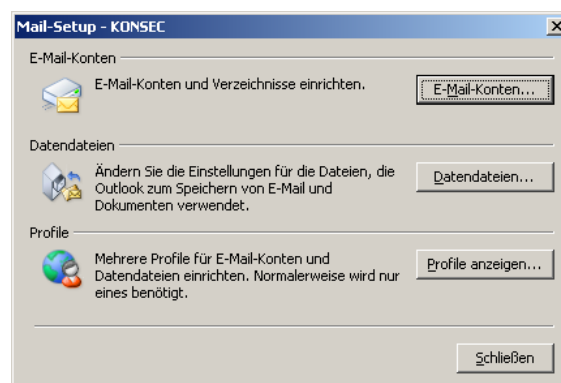 Mail-Setup - KONSEC
E-Mail-Konten
E-Mail-Konten und Verzeichnisse einrichten.
E-Mail-Konten...
Datendateien
Ändern Sie die Einstellungen für die Dateien, die
Outlook zum Speichern von E-Mail und
Dokumenten verwendet.
Datendateien...
Profile
Mehrere Profile für E-Mail-Konten und
Datendateien einrichten. Normalerweise wird nur
eines benötigt.
Profile anzeigen...
Schließen